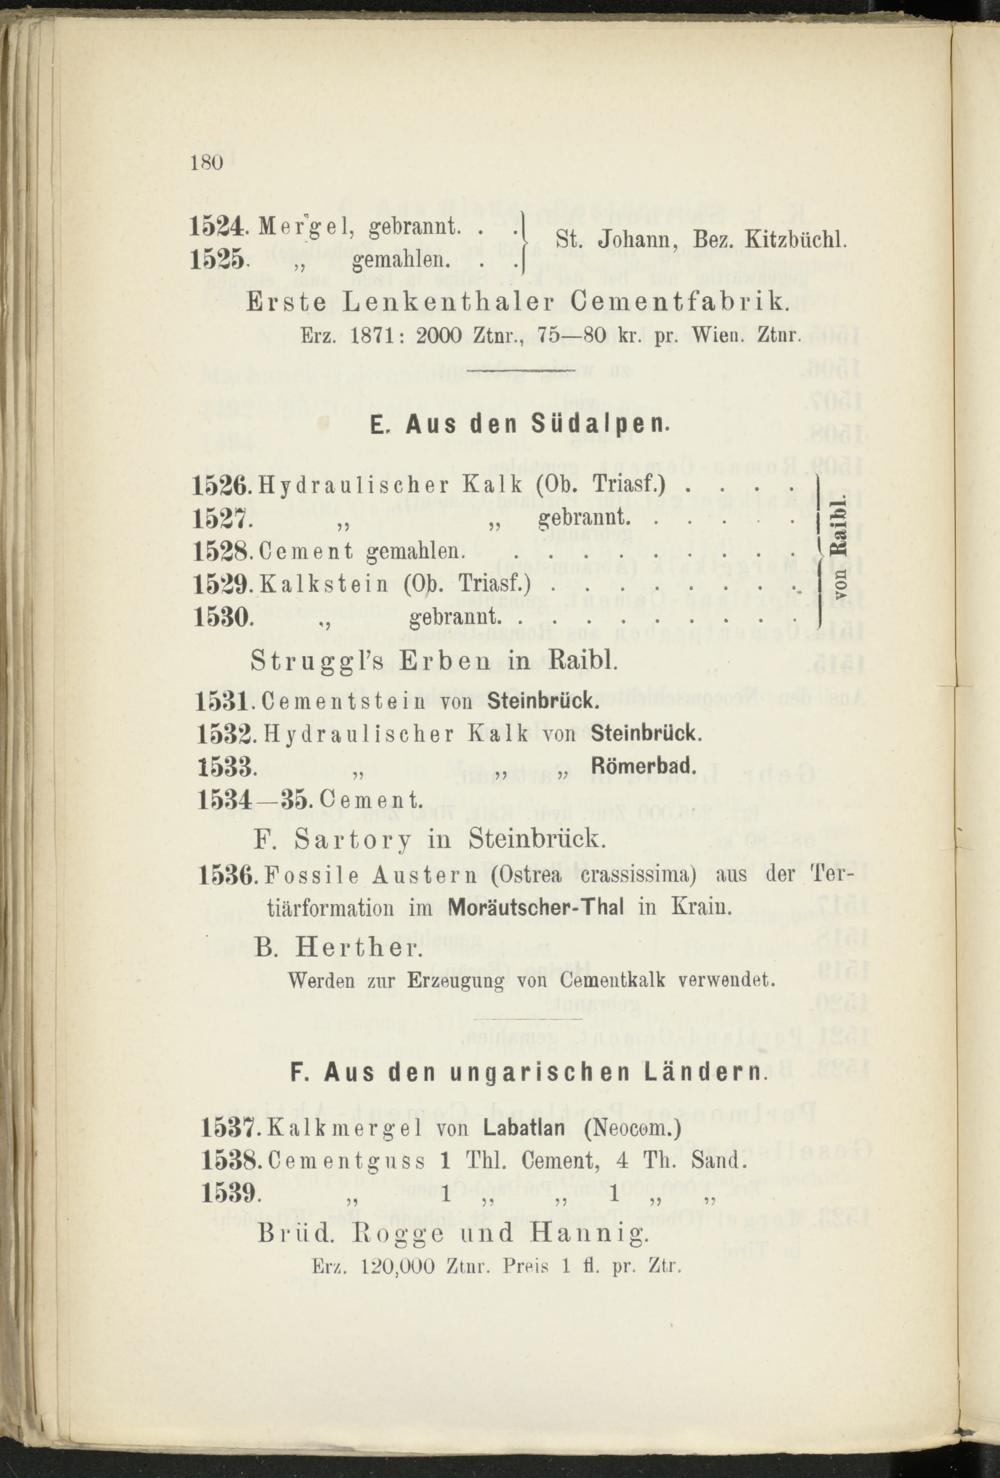 180
1524. Mergel, gebrannt. . . } St. Johann, Bez. Kitzbüchl.
1525. „ gemahlen. . . }
Erste Lenkenthaler Cementfabrik.
Erz. 1871: 2000 Ztnr., 75—80 kr. pr. Wien. Ztnr.
E. Aus den Südalpen.
1526. Hydraulischer Kalk (Ob. Triasf.) . . . .
1527. „ „ gebrannt. . . . . .
1528. Cement gemahlen. . . . . . . . . .
1529. Kalkstein (Ob. Triasf.) . . . . . . . .
1530. „ gebrannt. . . . . . . . . .
von Raibl.
Struggl's Erben in Raibl.
1531. Cementstein von Steinbrück.
1532. Hydraulischer Kalk von Steinbrück.
1533. „ „ „ Römerbad.
1534—35. Cement.
F. Sartory in Steinbrück.
1536. Fossile Austern (Ostrea crassissima) aus der Ter-
tiärformation im Moräutscher-Thal in Krain.
B. Herther.
Werden zur Erzeugung von Cementkalk verwendet.
F. Aus den ungarischen Ländern.
1537. Kalkmergel von Labatlan (Neocom.)
1538. Cementguss 1 Thl. Cement, 4 Th. Sand.
1539. „ 1 „ „ 1 „ „
Brüd. Rogge und Hannig.
Erz. 120,000 Ztnr. Preis 1 fl. pr. Ztr.